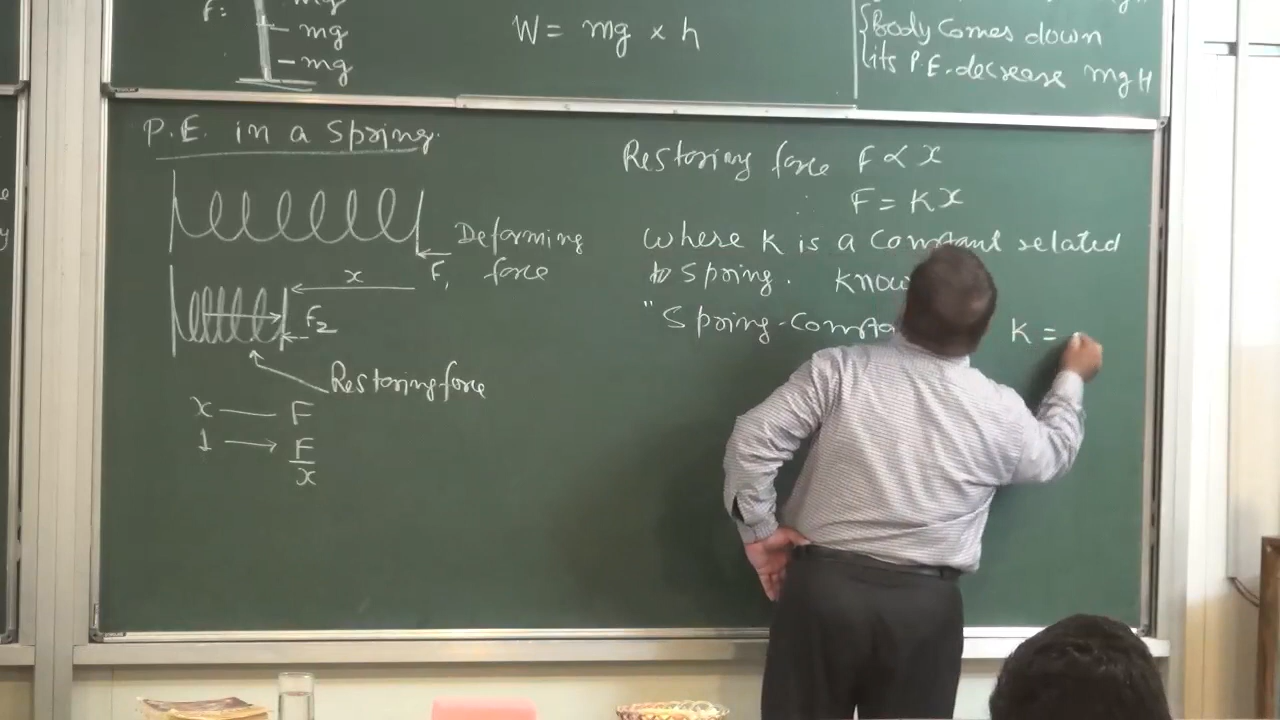 F:
mg
- mg
- mg
W = mg × h
Body Comes down
its P.E. decrease mgH
P.E. in a Spring.
Deforming
force
F,
x
F2
Restoring force
x — F
1 → F
x
Restoring force F ∝ x
∴ F = Kx
Where K is a Constant related
to Spring.
"Spring-Consta
K =